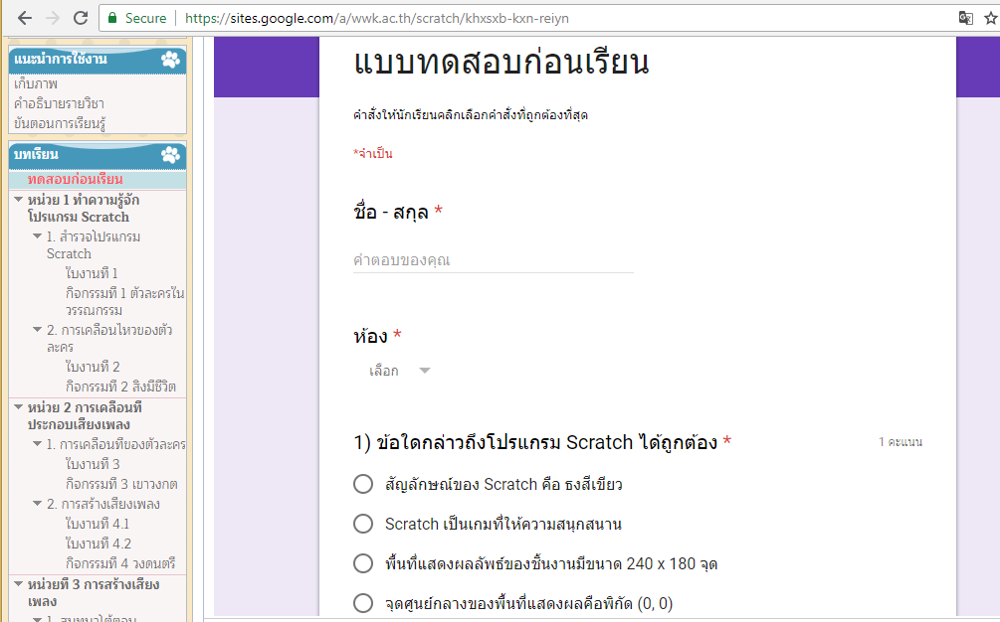 Secure
https://sites.google.com/a/wwk.ac.th/scratch/khxsxb-kxn-reiyn
แนะนำการใช้งาน
เก็บภาพ
คำอธิบายรายวิชา
ขั้นตอนการเรียนรู้
บทเรียน
ทดสอบก่อนเรียน
หน่วย 1 ทำความรู้จัก
โปรแกรม Scratch
1. สำรวจโปรแกรม
Scratch
ใบงานที่ 1
กิจกรรมที่ 1 ตัวละครใน
วรรณกรรม
2. การเคลื่อนไหวของตัว
ละคร
ใบงานที่ 2
กิจกรรมที่ 2 สิ่งมีชีวิต
หน่วย 2 การเคลื่อนที่
ประกอบเสียงเพลง
1. การเคลื่อนที่ของตัวละคร
ใบงานที่ 3
กิจกรรมที่ 3 เขาวงกต
2. การสร้างเสียงเพลง
ใบงานที่ 4.1
ใบงานที่ 4.2
กิจกรรมที่ 4 วงดนตรี
หน่วยที่ 3 การสร้างเสียง
เพลง
1. สนทนาโต้ตอบ
แบบทดสอบก่อนเรียน
คำสั่งให้นักเรียนคลิกเลือกคำสั่งที่ถูกต้องที่สุด
*จำเป็น
ชื่อ - สกุล *
คำตอบของคุณ
ห้อง *
เลือก
1) ข้อใดกล่าวถึงโปรแกรม Scratch ได้ถูกต้อง *
1 คะแนน
สัญลักษณ์ของ Scratch คือ ธงสีเขียว
Scratch เป็นเกมที่ให้ความสนุกสนาน
พื้นที่แสดงผลลัพธ์ของชิ้นงานมีขนาด 240 x 180 จุด
จุดศูนย์กลางของพื้นที่แสดงผลคือพิกัด (0, 0)